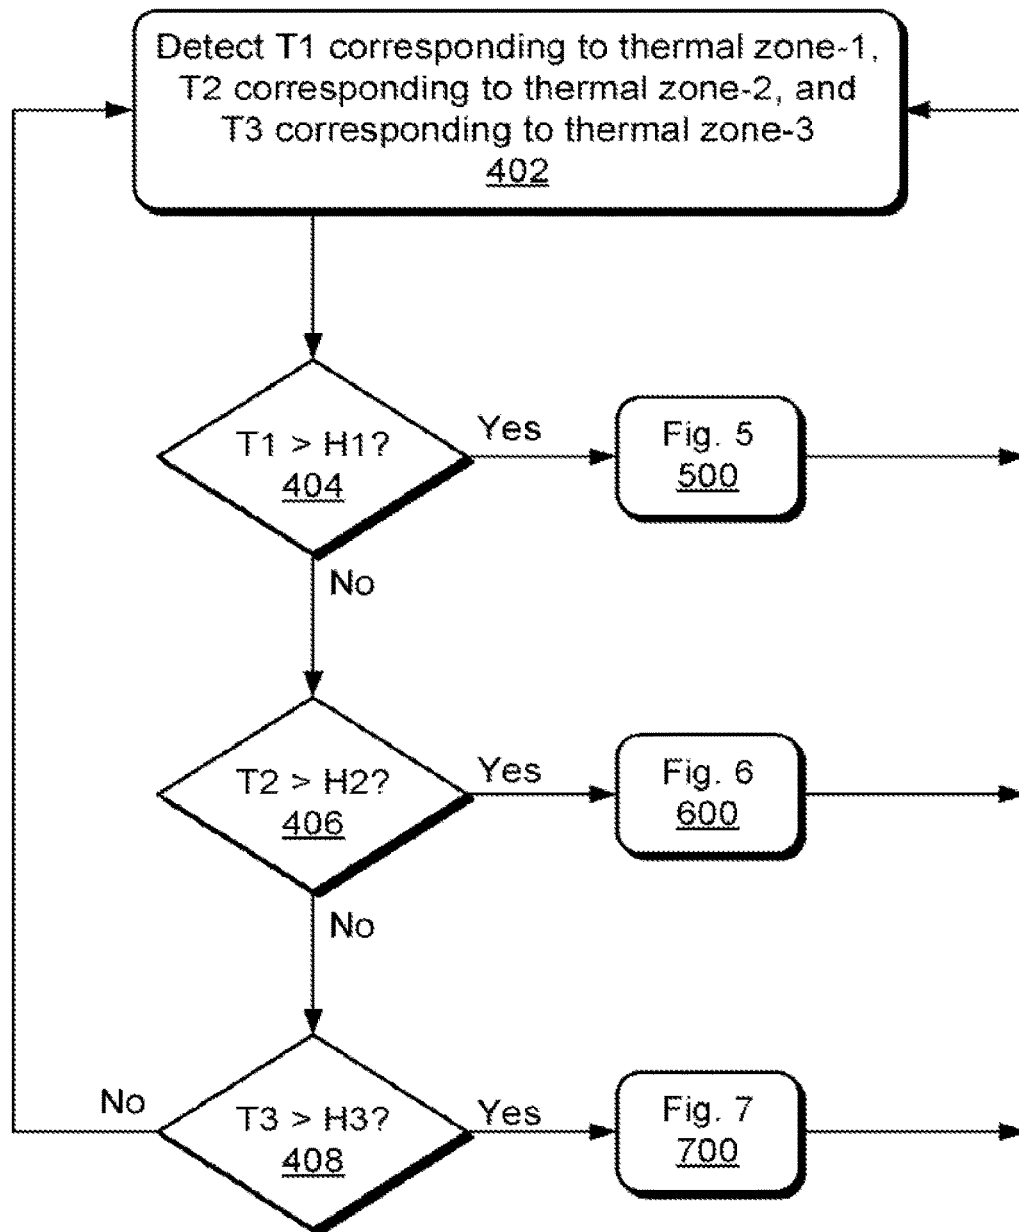 Detect T1 corresponding to thermal zone-1,
T2 corresponding to thermal zone-2, and
T3 corresponding to thermal zone-3
402
T1 > H1?
404
Yes
Fig. 5
500
No
T2 > H2?
406
Yes
Fig. 6
600
No
T3 > H3?
408
No
Yes
Fig. 7
700